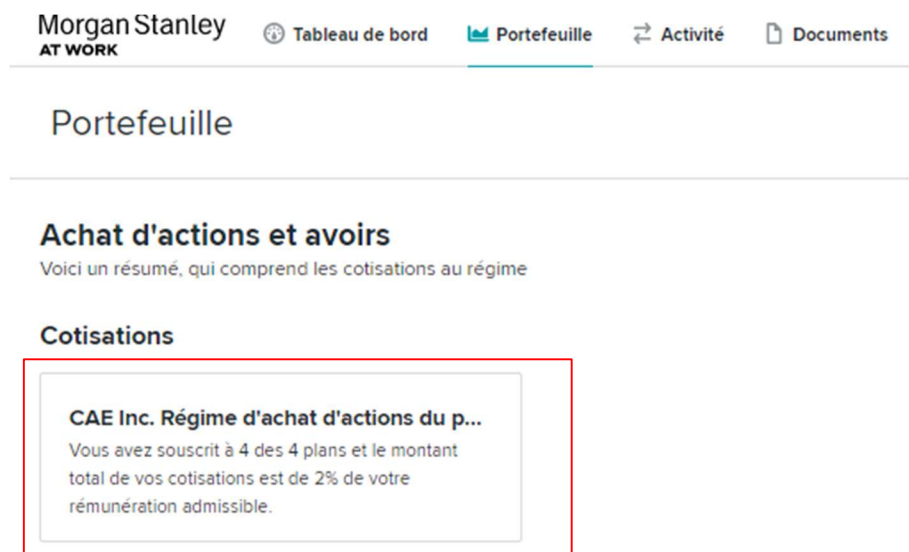 Morgan Stanley
AT WORK
Tableau de bord
Portefeuille
Activité
Documents
Portefeuille
Achat d'actions et avoirs
Voici un résumé, qui comprend les cotisations au régime
Cotisations
CAE Inc. Régime d'achat d'actions du p...
Vous avez souscrit à 4 des 4 plans et le montant
total de vos cotisations est de 2% de votre
rémunération admissible.